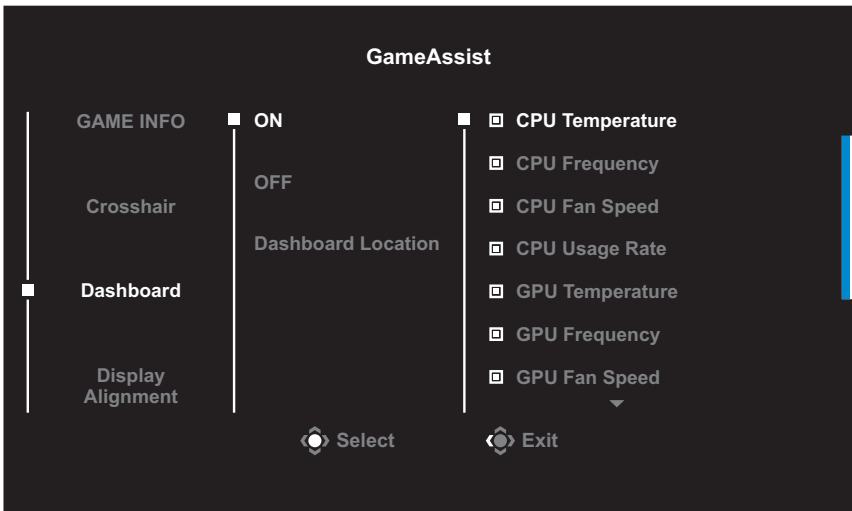 GameAssist
GAME INFO
Crosshair
Dashboard
Display
Alignment
ON
OFF
Dashboard Location
CPU Temperature
CPU Frequency
CPU Fan Speed
CPU Usage Rate
GPU Temperature
GPU Frequency
GPU Fan Speed
Select
Exit